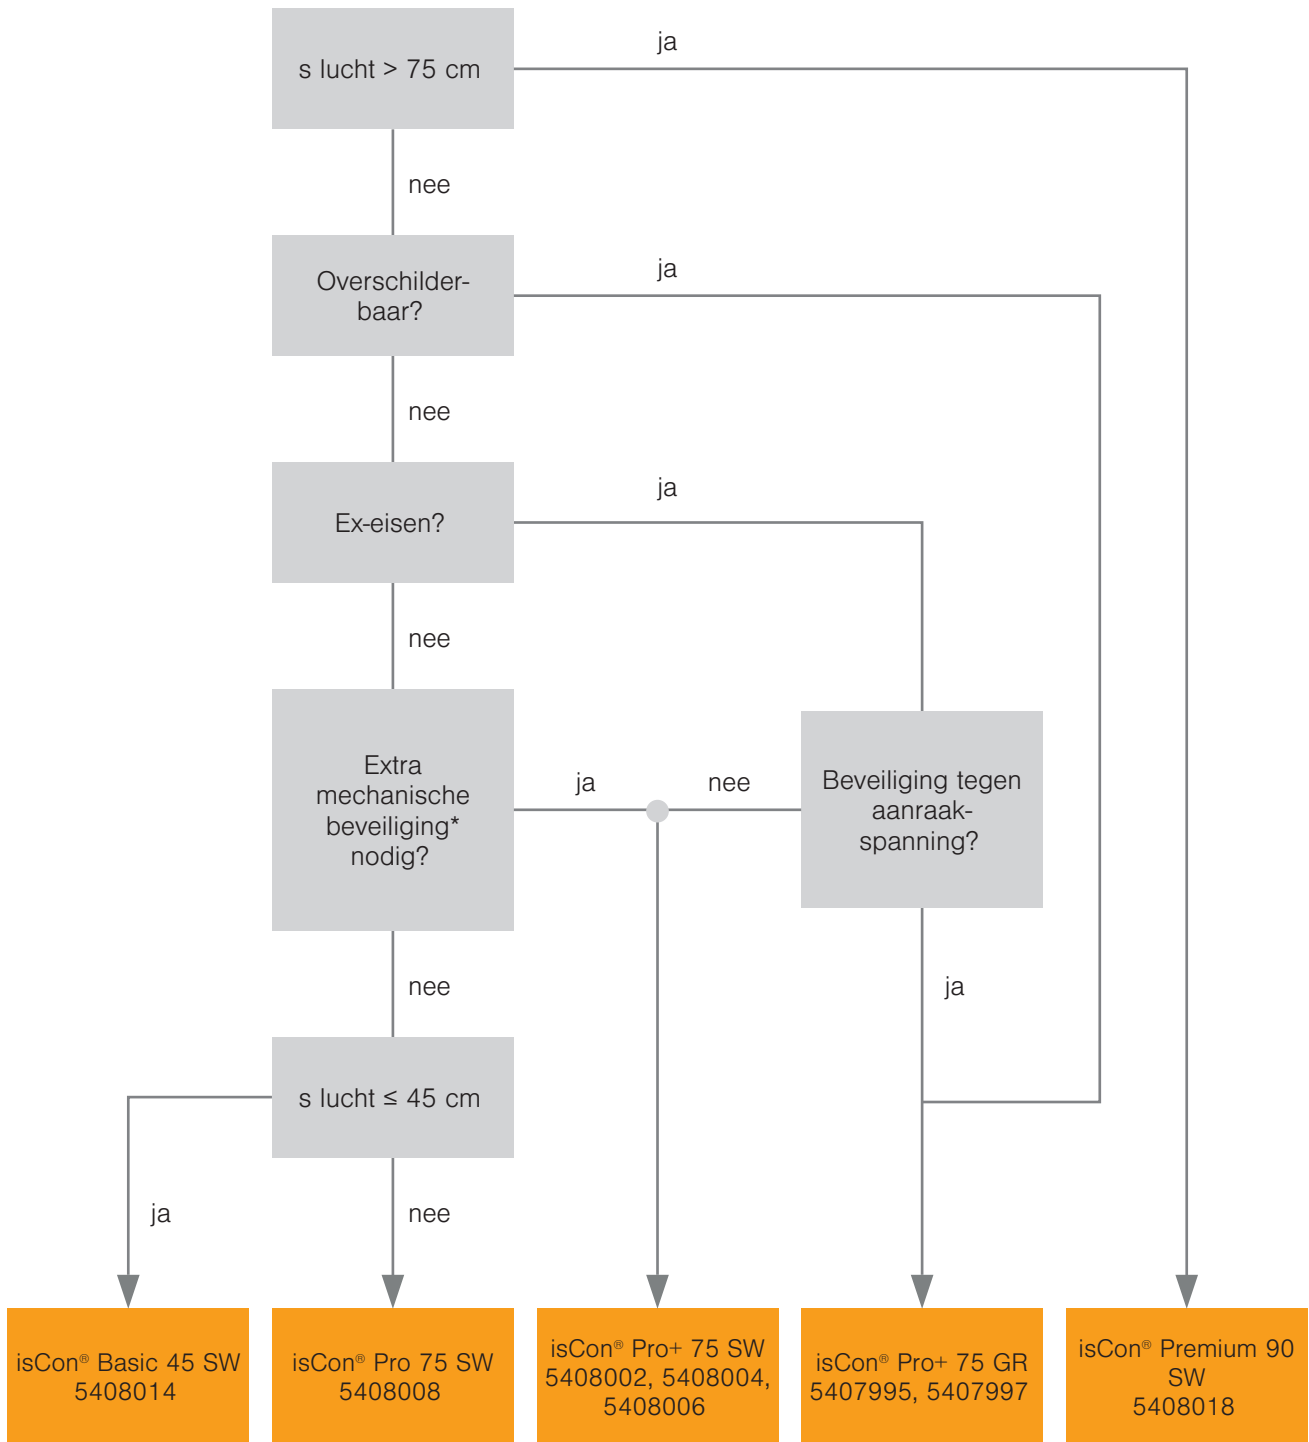 s lucht > 75 cm
ja
nee
Overschilder-
baar?
ja
nee
Ex-eisen?
ja
nee
Extra
mechanische
beveiliging*
nodig?
ja
nee
Beveiliging tegen
aanraak-
spanning?
nee
ja
s lucht ≤ 45 cm
ja
nee
isCon® Basic 45 SW
5408014
isCon® Pro 75 SW
5408008
isCon® Pro+ 75 SW
5408002, 5408004,
5408006
isCon® Pro+ 75 GR
5407995, 5407997
isCon® Premium 90
SW
5408018